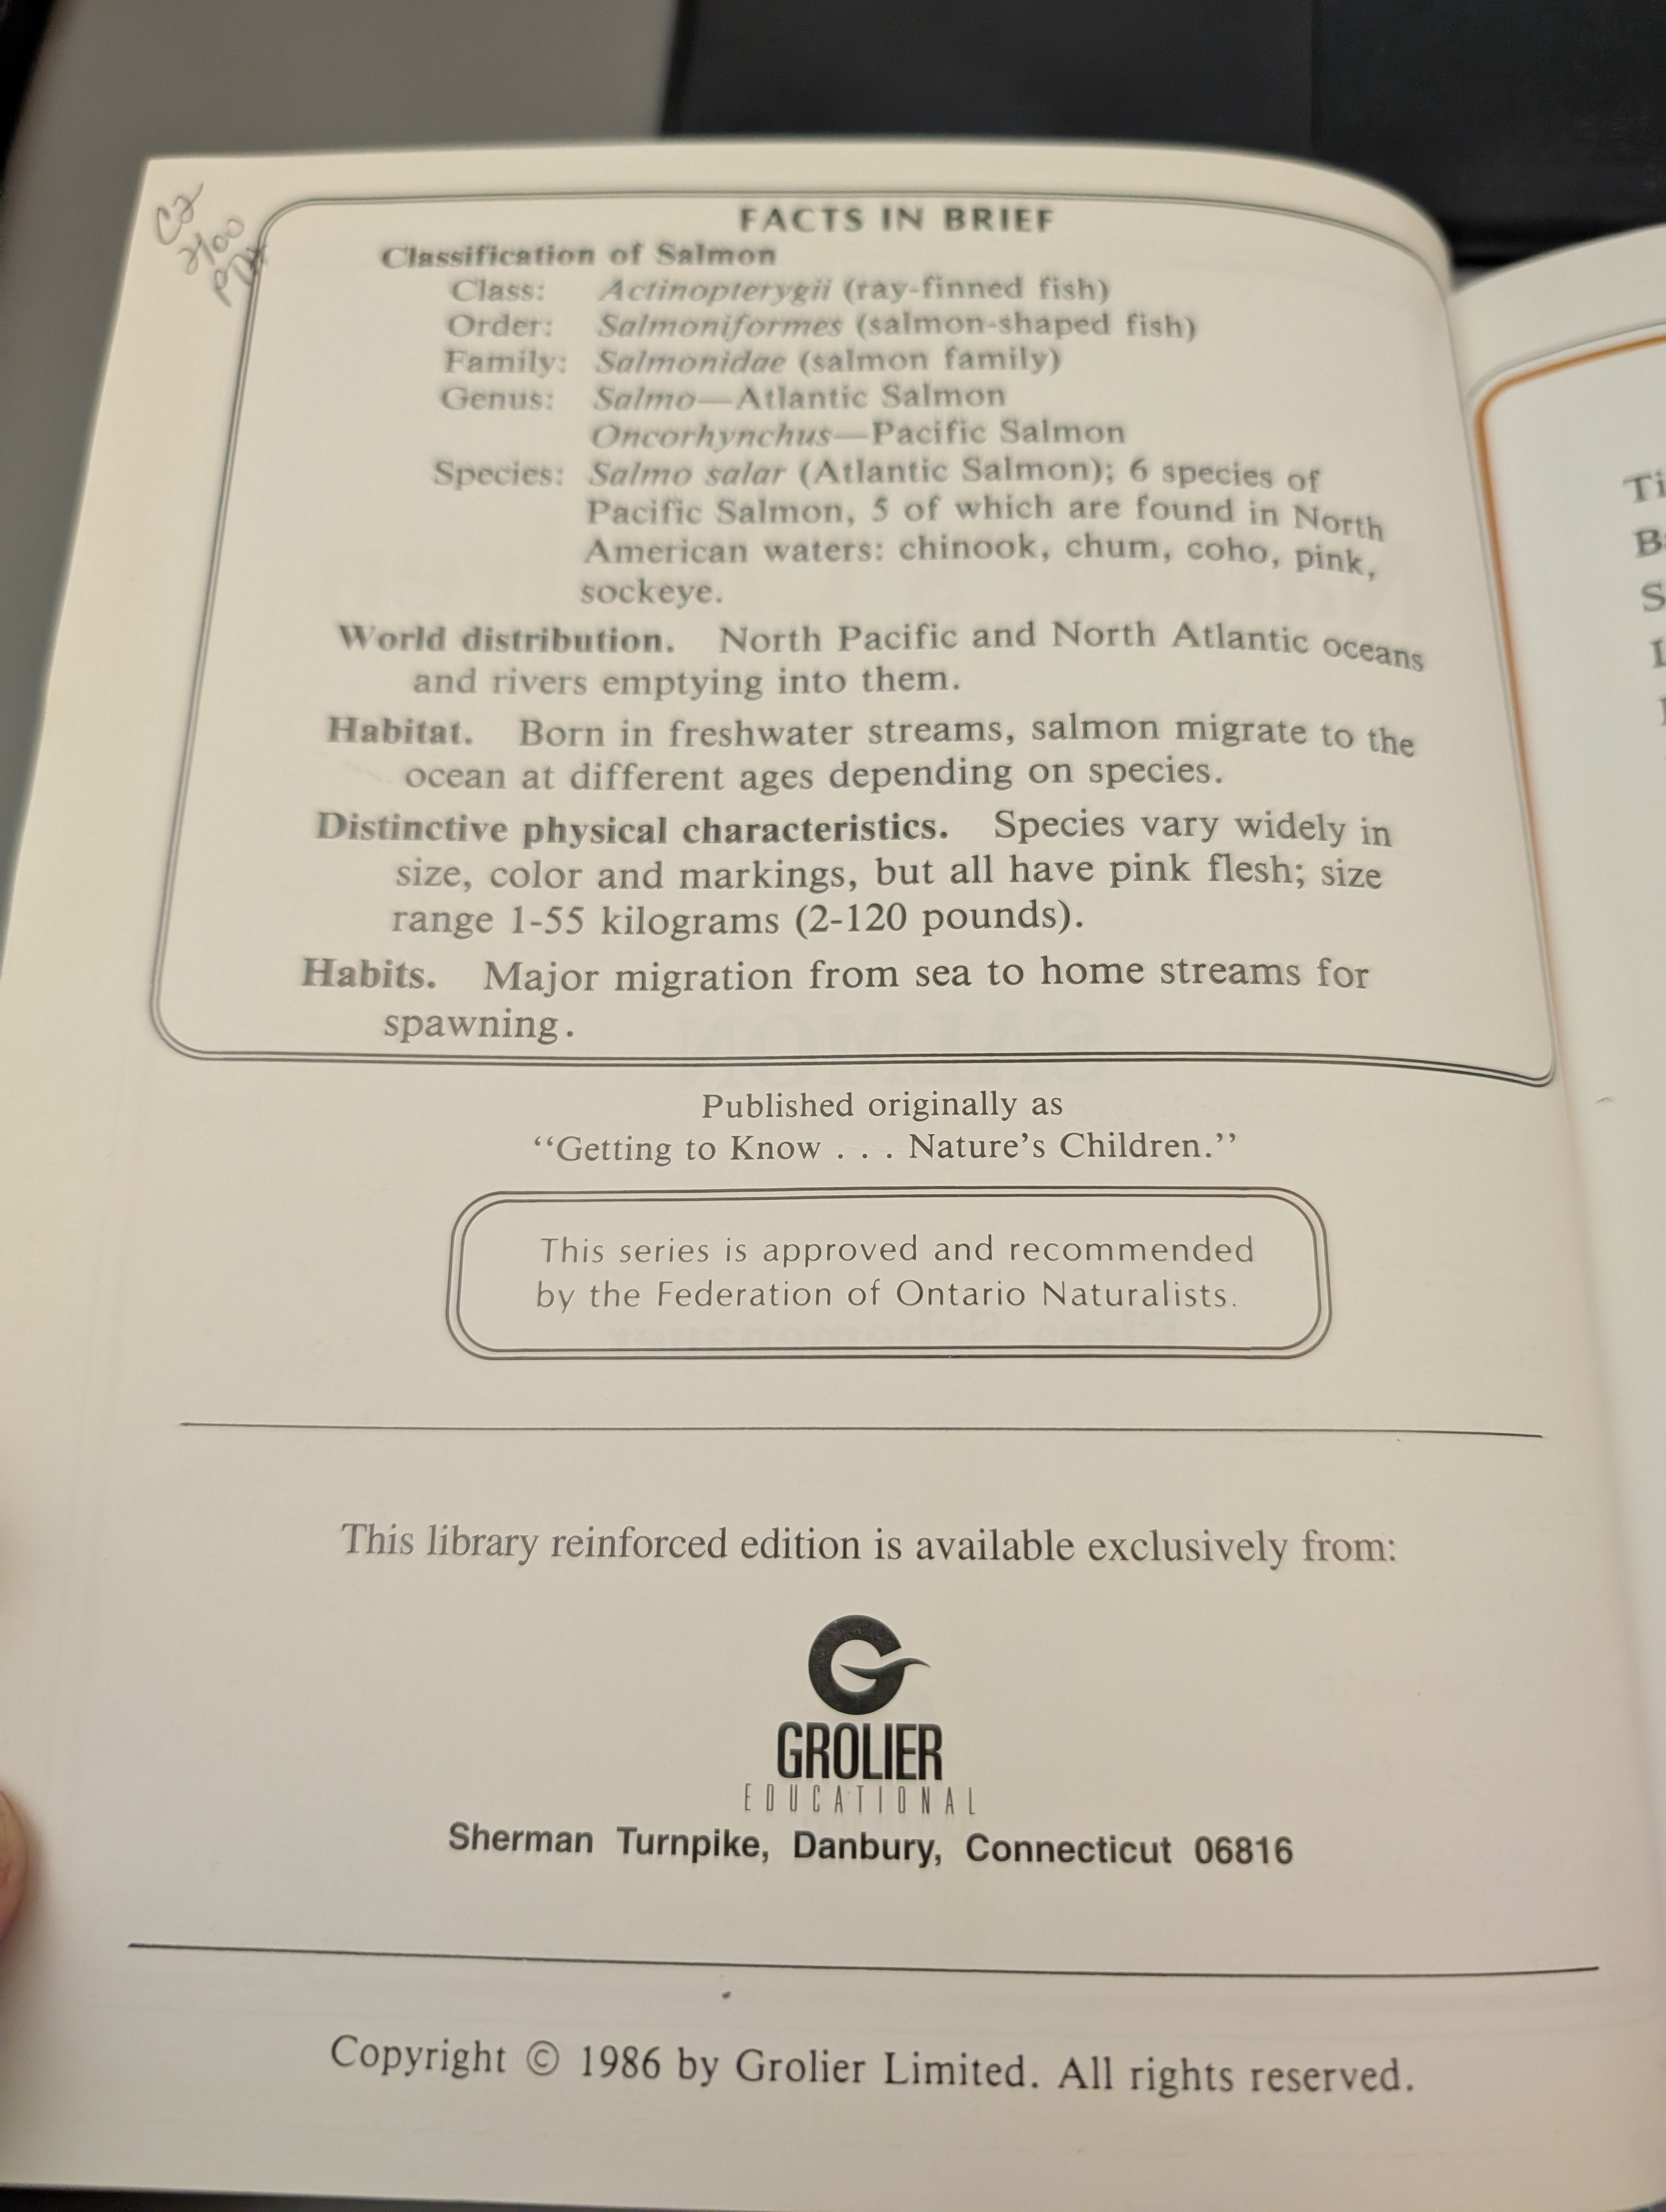 C2
2/00
FACTS IN BRIEF
Classification of Salmon
Class: Actinopterygii (ray-finned fish)
Order: Salmoniformes (salmon-shaped fish)
Family: Salmonidae (salmon family)
Genus: Salmo—Atlantic Salmon
Oncorhynchus—Pacific Salmon
Species: Salmo salar (Atlantic Salmon); 6 species of
Pacific Salmon, 5 of which are found in North
American waters: chinook, chum, coho, pink,
sockeye.
World distribution. North Pacific and North Atlantic oceans
and rivers emptying into them.
Habitat. Born in freshwater streams, salmon migrate to the
ocean at different ages depending on species.
Distinctive physical characteristics. Species vary widely in
size, color and markings, but all have pink flesh; size
range 1-55 kilograms (2-120 pounds).
Habits. Major migration from sea to home streams for
spawning.
Published originally as
‘‘Getting to Know . . . Nature’s Children.’’
This series is approved and recommended
by the Federation of Ontario Naturalists.
This library reinforced edition is available exclusively from:
GROLIER
EDUCATIONAL
Sherman Turnpike, Danbury, Connecticut 06816
Copyright © 1986 by Grolier Limited. All rights reserved.